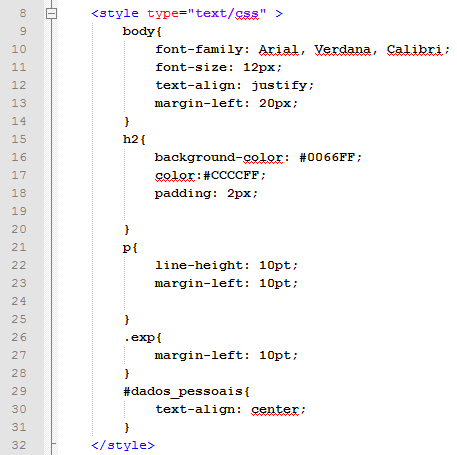 8 <style type="text/css" >
9 body{
10 font-family: Arial, Verdana, Calibri;
11 font-size: 12px;
12 text-align: justify;
13 margin-left: 20px;
14 }
15 h2{
16 background-color: #0066FF;
17 color:#CCCCFF;
18 padding: 2px;
19
20 }
21 p{
22 line-height: 10pt;
23 margin-left: 10pt;
24
25 }
26 .exp{
27 margin-left: 10pt;
28 }
29 #dados_pessoais{
30 text-align: center;
31 }
32 </style>